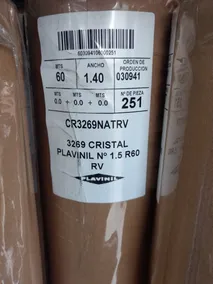 MTS ANCHO ORDEN DE PRODUCCION
60 1.40 030941
MTS MTS MTS Nº DE PIEZA
0.0 + 0.0 + 0.0 251
CR3269NATRV
3269 CRISTAL
PLAVINIL Nº 1.5 R60
RV
PLAVINIL